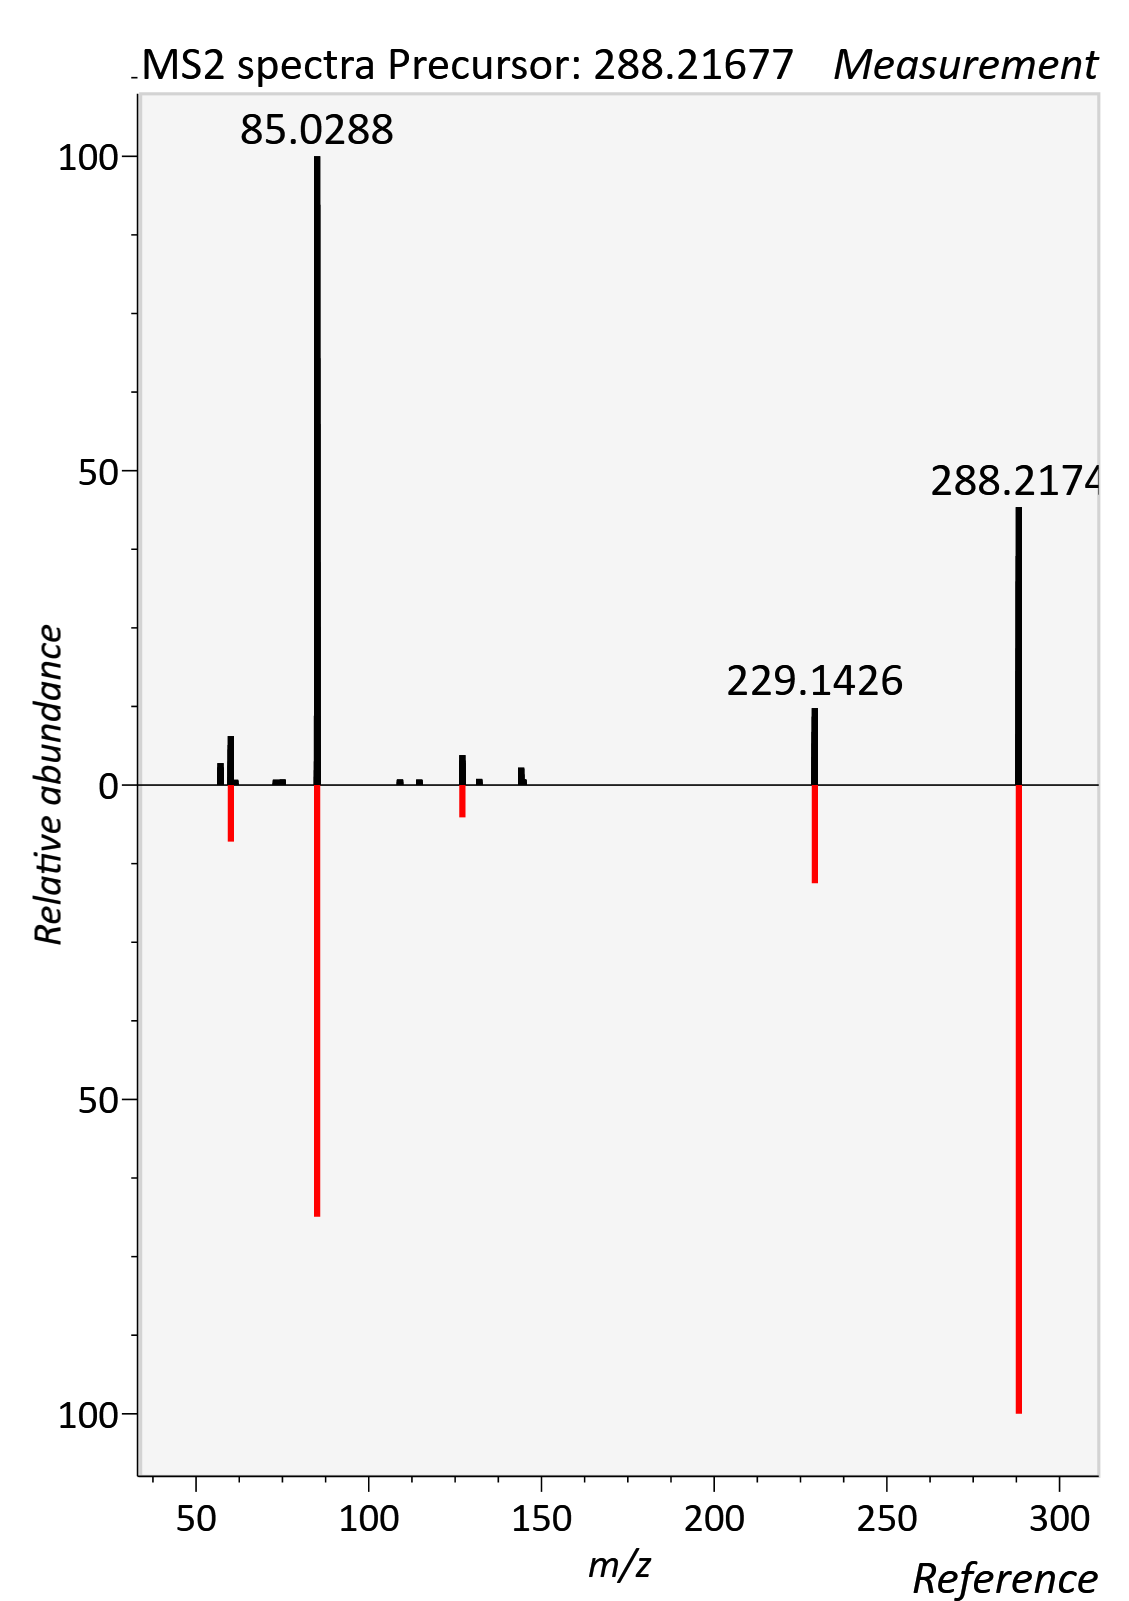 MS2 spectra Precursor: 288.21677 Measurement
85.0288
100
50
288.2174
229.1426
Relative abundance
0
50
100
50 100 150 200 250 300
m/z
Reference